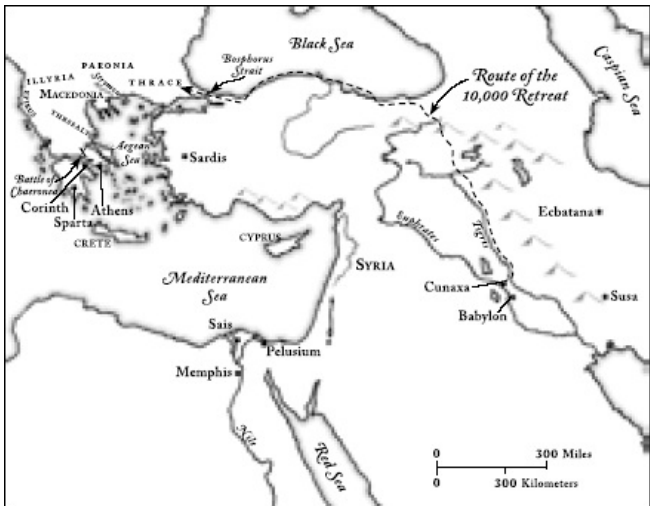 Black Sea
Caspian Sea
Bosphorus
Strait
PAEONIA
ILLYRIA
Strymon
THRACE
MACEDONIA
EPIRUS
THESSALY
Route of the
10,000 Retreat
Aegean
Sea
Sardis
Battle of
Chaeronea
Corinth
Athens
Sparta
CRETE
CYPRUS
Ecbatana
Euphrates
Tigris
SYRIA
Mediterranean
Sea
Cunaxa
Susa
Babylon
Sais
Pelusium
Memphis
Nile
Red Sea
0 300 Miles
0 300 Kilometers